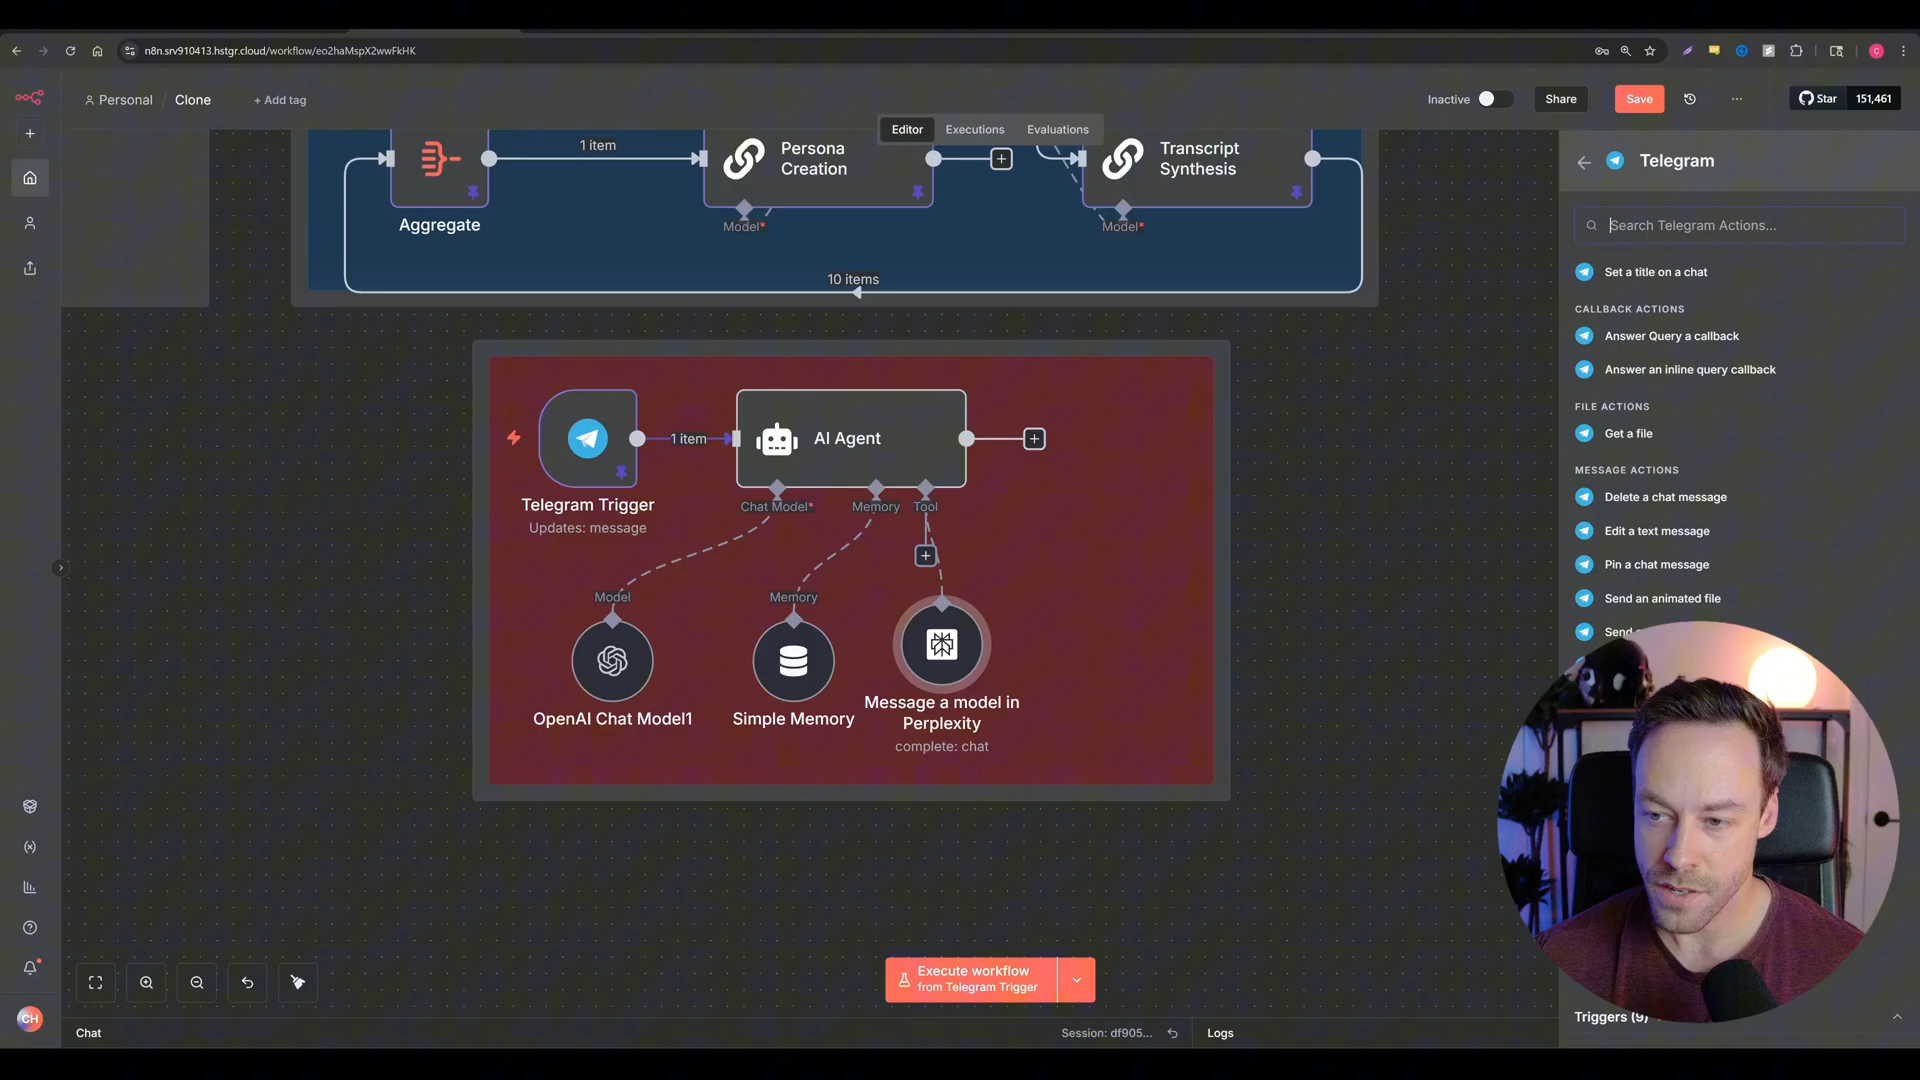 n8n.srv910413.hstgr.cloud/workflow/eo2haMspX2wwFkHK
Personal / Clone + Add tag
Inactive
Share
Save
Star 151,461
Editor Executions Evaluations
1 item
Persona Creation
Transcript Synthesis
Aggregate
Model*
Model*
10 items
1 item
AI Agent
Telegram Trigger
Updates: message
Chat Model*
Memory
Tool
Model
Memory
OpenAI Chat Model1
Simple Memory
Message a model in Perplexity
complete: chat
Execute workflow
from Telegram Trigger
Chat
Session: df905...
Logs
CH
C
Telegram
Search Telegram Actions...
Set a title on a chat
CALLBACK ACTIONS
Answer Query a callback
Answer an inline query callback
FILE ACTIONS
Get a file
MESSAGE ACTIONS
Delete a chat message
Edit a text message
Pin a chat message
Send an animated file
Send
Triggers (9)